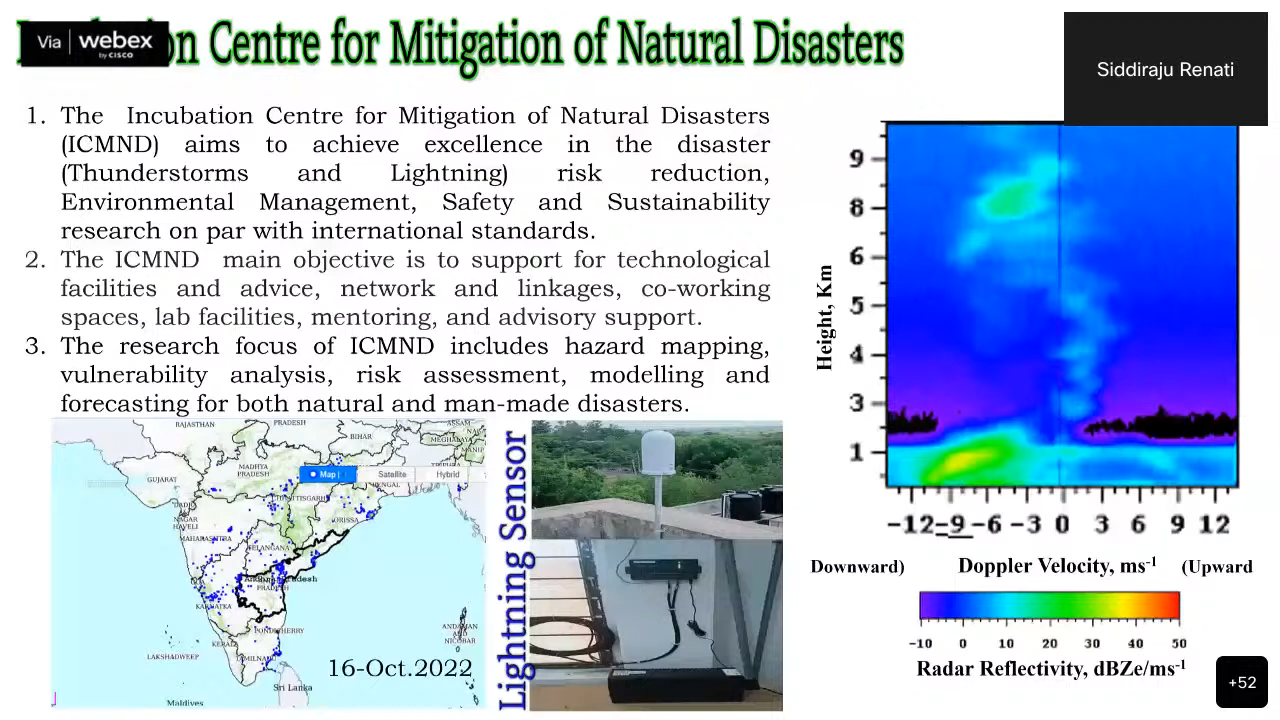 Via webex by CISCO
n Centre for Mitigation of Natural Disasters
Siddiraju Renati
1. The Incubation Centre for Mitigation of Natural Disasters
(ICMND) aims to achieve excellence in the disaster
(Thunderstorms and Lightning) risk reduction,
Environmental Management, Safety and Sustainability
research on par with international standards.
2. The ICMND main objective is to support for technological
facilities and advice, network and linkages, co-working
spaces, lab facilities, mentoring, and advisory support.
3. The research focus of ICMND includes hazard mapping,
vulnerability analysis, risk assessment, modelling and
forecasting for both natural and man-made disasters.
RAJASTHAN
PRADESH
BIHAR
ASSAM
MEGHALAYA
MANIP
GUJARAT
MADHYA
PRADESH
Map
Satellite
Hybrid
BENGAL
NAGAR
HAVELI
ORISSA
MAHARASHTRA
TELANGANA
KARNATKA
PONDICHERRY
ANDAMAN
AND
NICOBAR
LAKSHADWEEP
KERALA
TAMILNADU
16-Oct.2022
Sri Lanka
Maldives
Lightning Sensor
Height, Km
9
8
6
5
4
3
1
-12 -9 -6 -3 0 3 6 9 12
Downward) Doppler Velocity, ms-1 (Upward
-10 0 10 20 30 40 50
Radar Reflectivity, dBZe/ms-1
+52